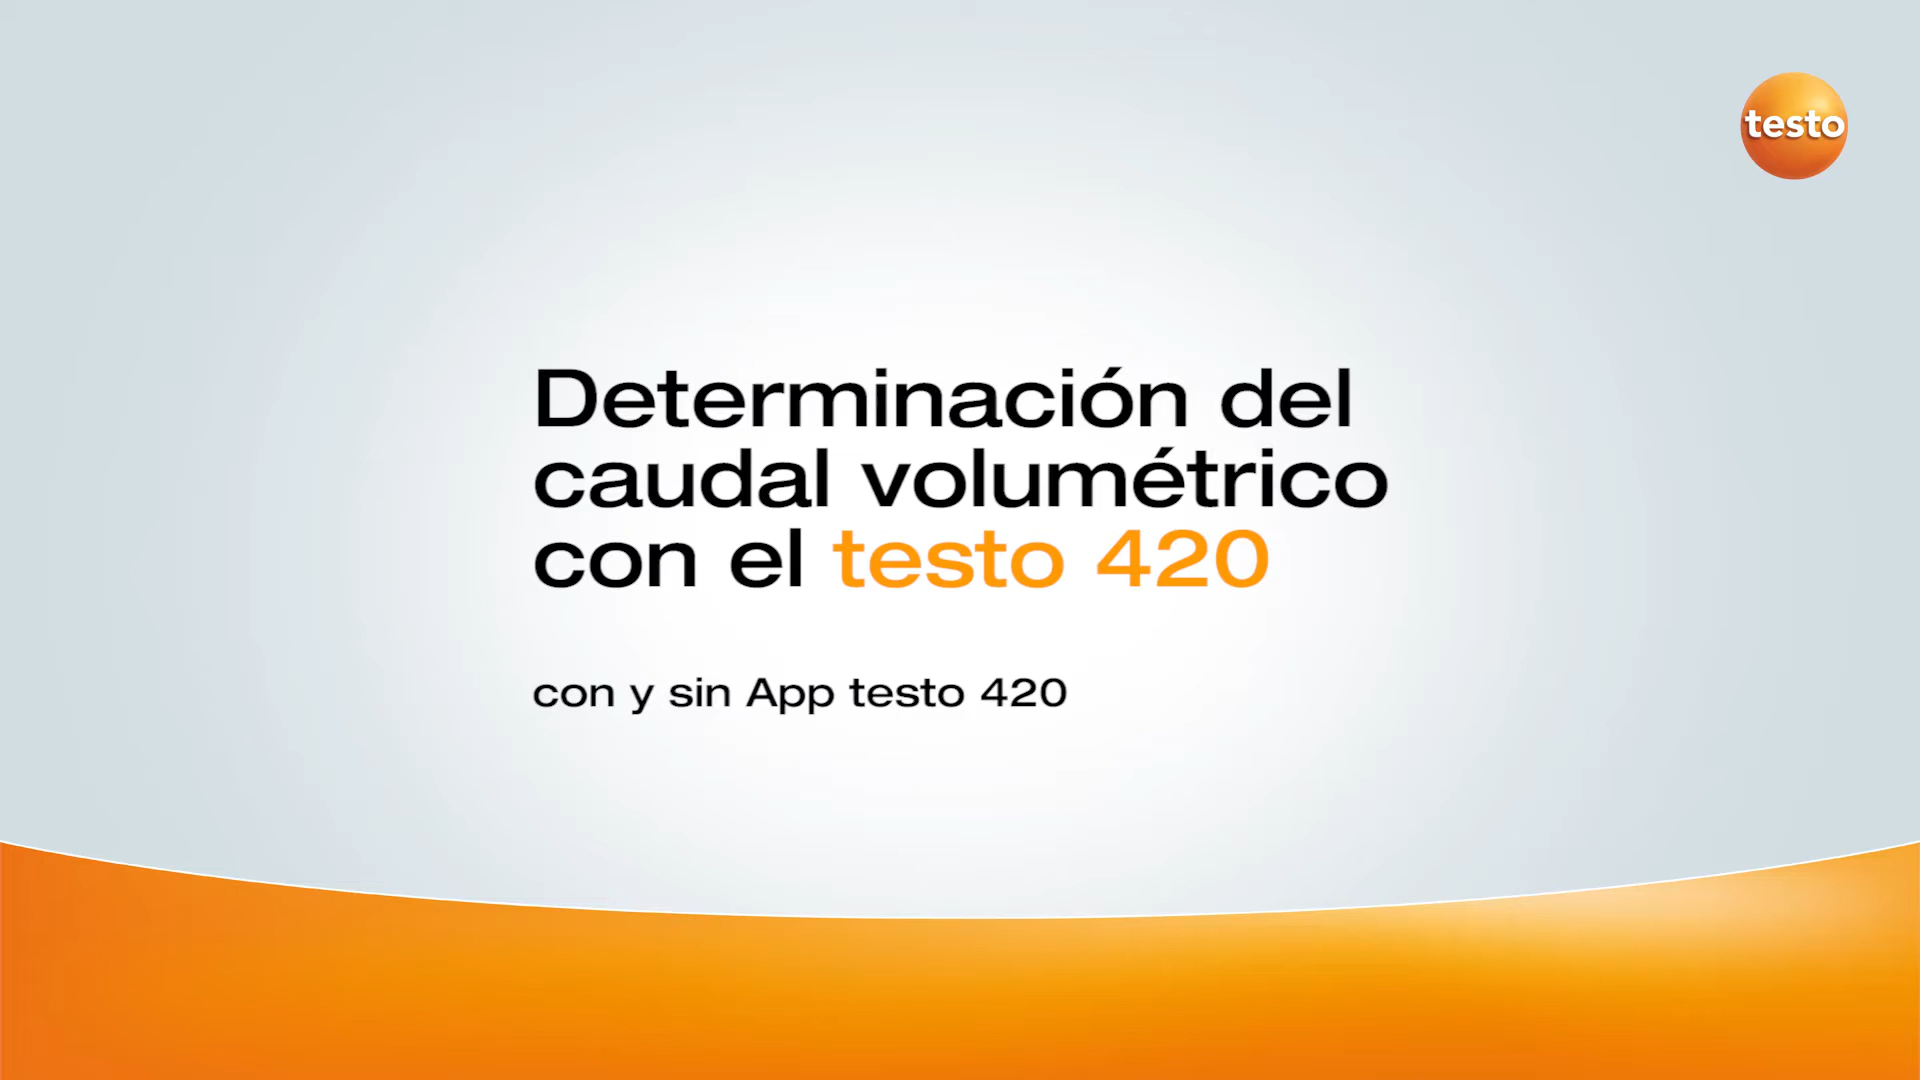 testo
Determinación del
caudal volumétrico
con el testo 420
con y sin App testo 420